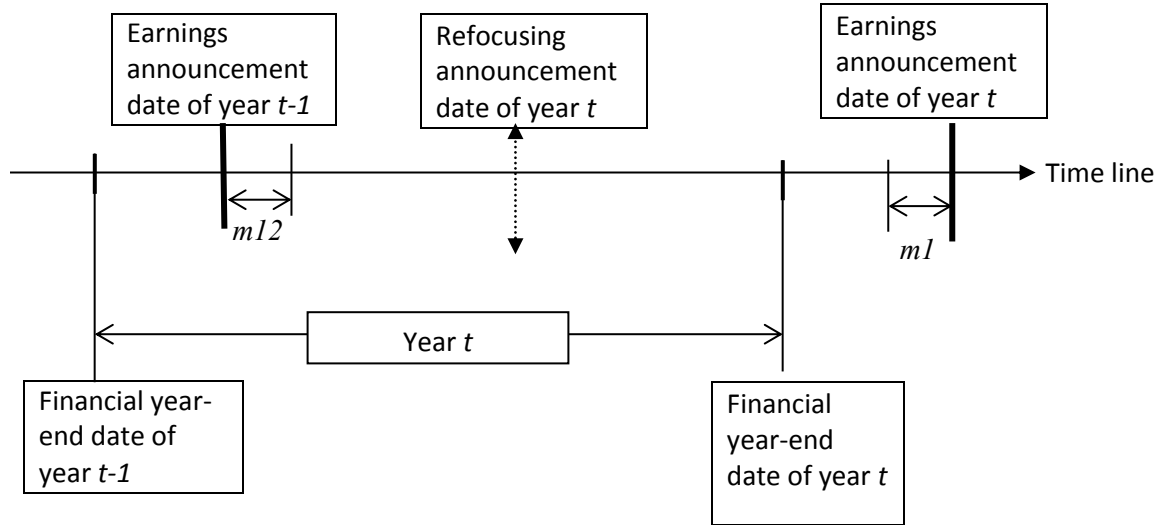 Earnings
announcement
date of year t-1
Refocusing
announcement
date of year t
Earnings
announcement
date of year t
Time line
m12
m1
Year t
Financial year-
end date of
year t-1
Financial
year-end
date of year t